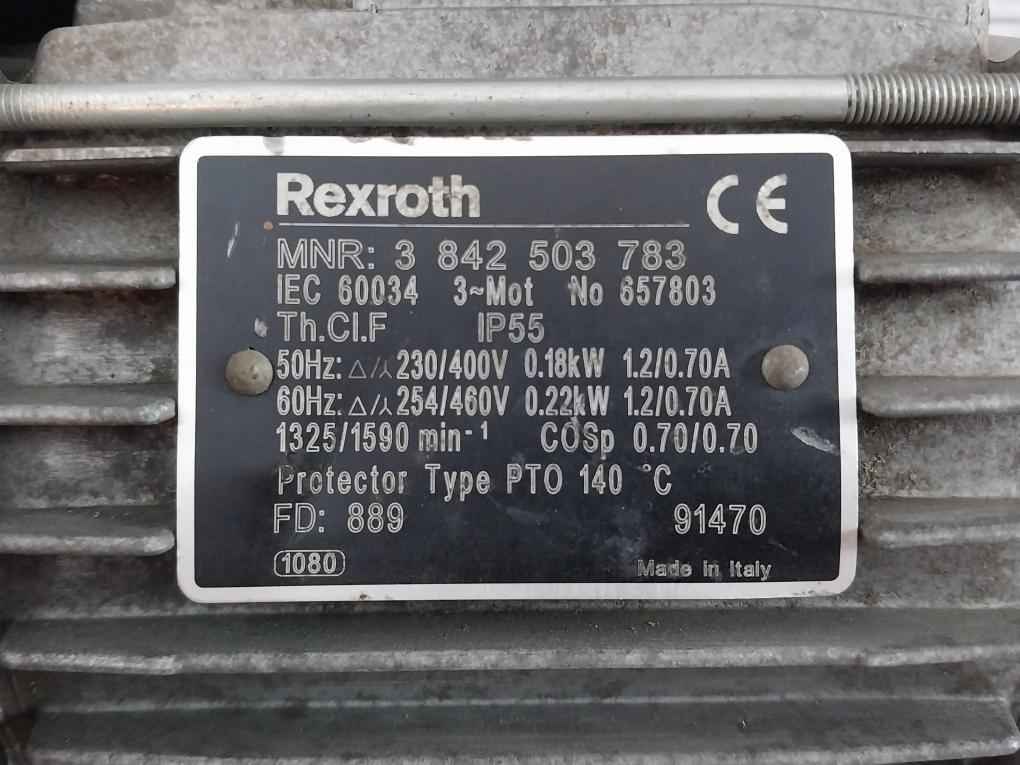 Rexroth CE
MNR: 3 842 503 783
IEC 60034 3~Mot No 657803
Th.Cl.F IP55
50Hz: △/⅄ 230/400V 0.18kW 1.2/0.70A
60Hz: △/⅄ 254/460V 0.22kW 1.2/0.70A
1325/1590 min-1 COSp 0.70/0.70
Protector Type PTO 140 °C
FD: 889 91470
1080 Made in Italy